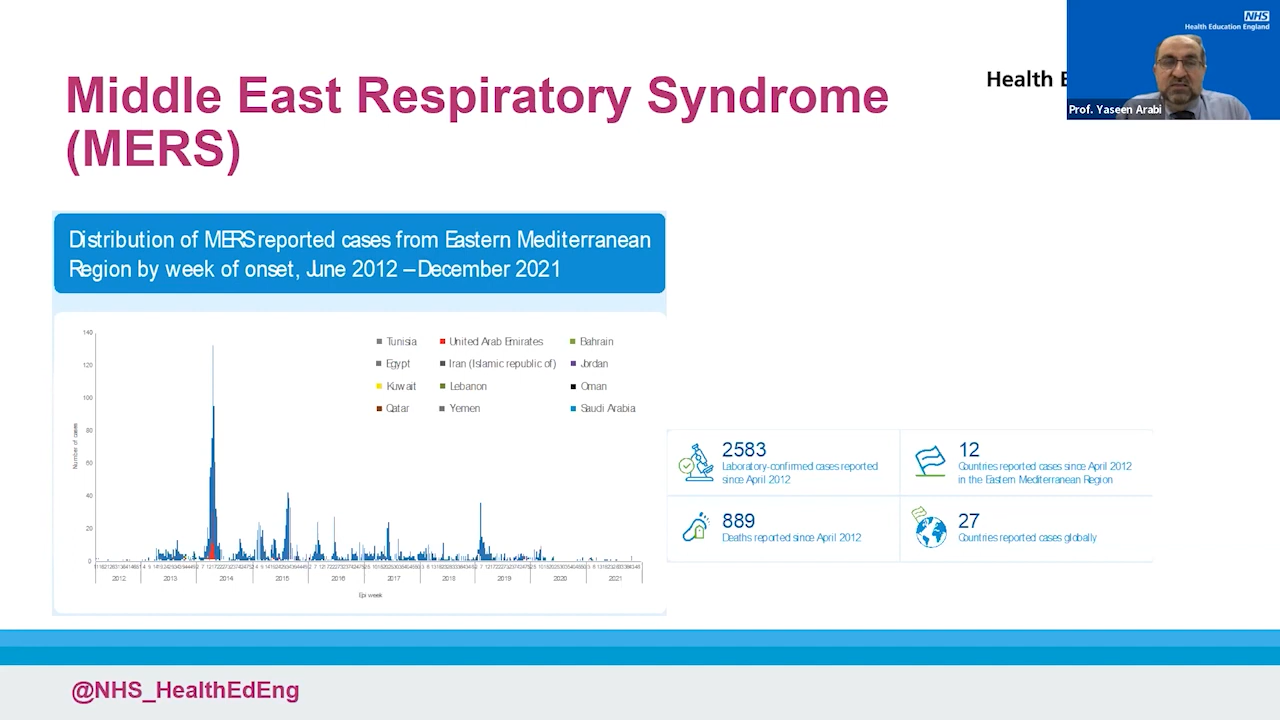 NHS
Health Education England
Prof. Yaseen Arabi
Health E
Middle East Respiratory Syndrome
(MERS)
Distribution of MERS reported cases from Eastern Mediterranean
Region by week of onset, June 2012 – December 2021
Tunisia
United Arab Emirates
Bahrain
Egypt
Iran (Islamic republic of)
Jordan
Kuwait
Lebanon
Oman
Qatar
Yemen
Saudi Arabia
Number of cases
140
120
100
80
60
40
20
0
2012
2013
2014
2015
2016
2017
2018
2019
2020
2021
Epi week
2583
Laboratory-confirmed cases reported
since April 2012
12
Countries reported cases since April 2012
in the Eastern Mediterranean Region
889
Deaths reported since April 2012
27
Countries reported cases globally
@NHS_HealthEdEng